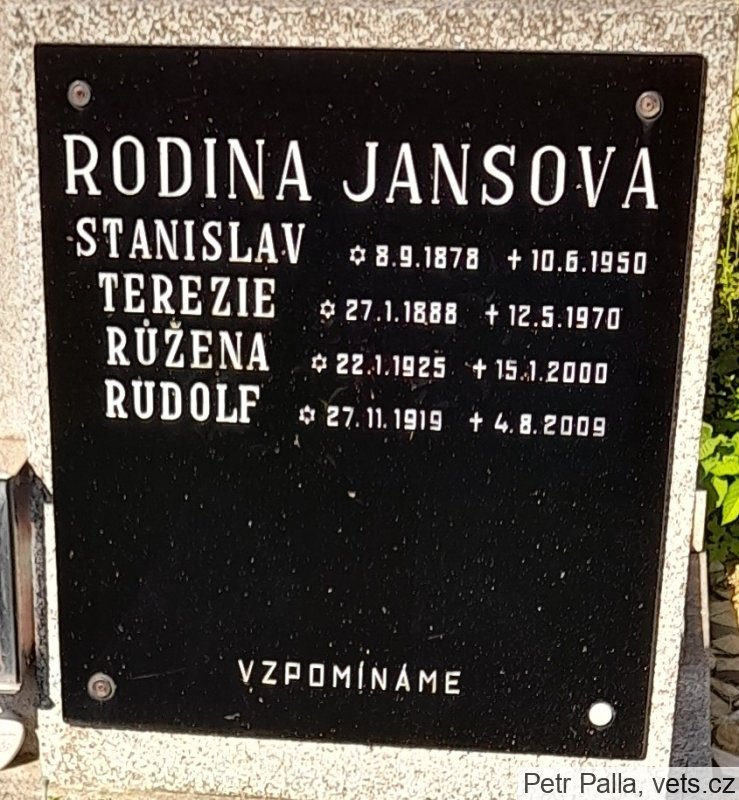 RODINA JANSOVA
STANISLAV ✡ 8.9.1878 ✝ 10.6.1950
TEREZIE ✡ 27.1.1888 ✝ 12.5.1970
RŮŽENA ✡ 22.1.1925 ✝ 15.1.2000
RUDOLF ✡ 27.11.1919 ✝ 4.8.2009
VZPOMÍNÁME
Petr Palla, vets.cz